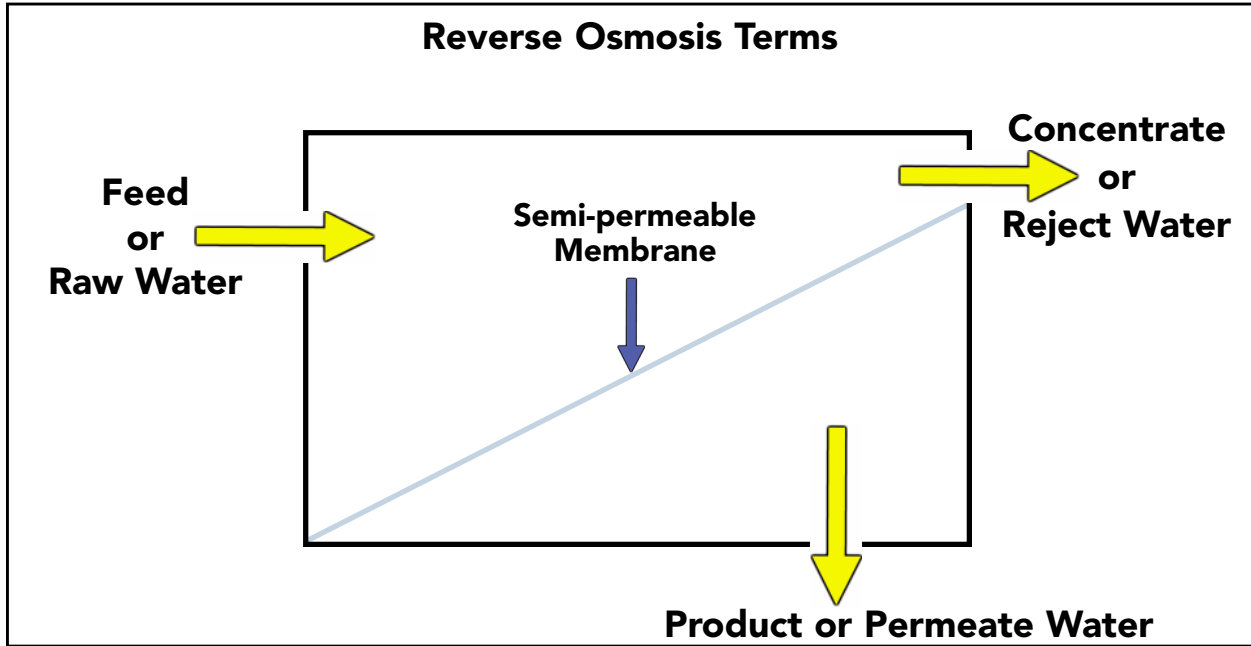 Reverse Osmosis Terms
Feed
or
Raw Water
Semi-permeable
Membrane
Concentrate
or
Reject Water
Product or Permeate Water